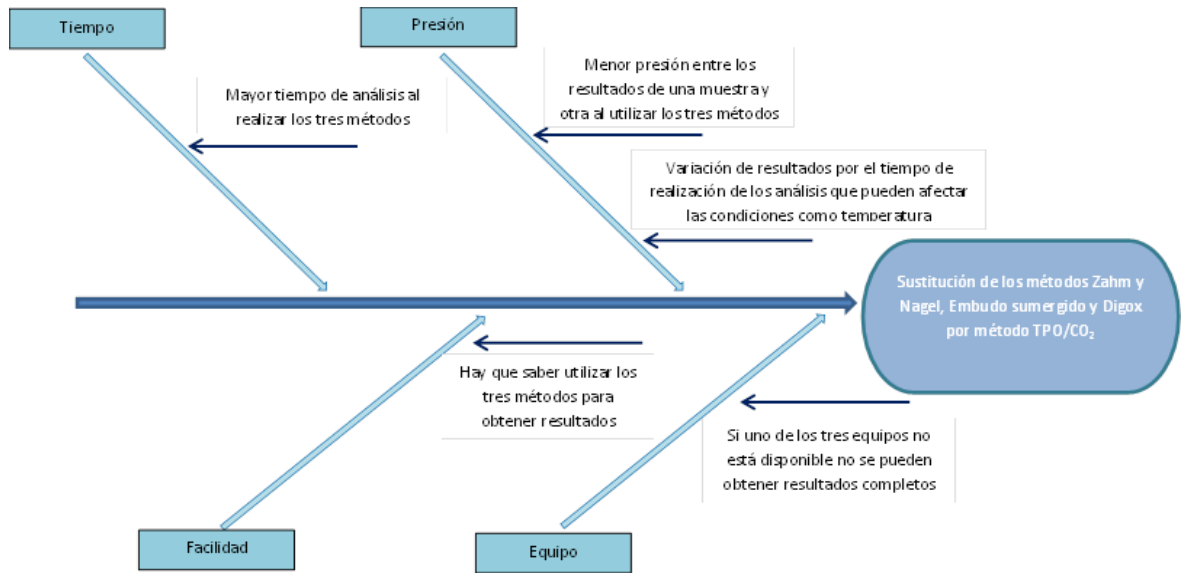 Tiempo
Presión
Mayor tiempo de análisis al
realizar los tres métodos
Menor presión entre los
resultados de una muestra y
otra al utilizar los tres métodos
Variación de resultados por el tiempo de
realización de los análisis que pueden afectar
las condiciones como temperatura
Sustitución de los métodos Zahm y
Nagel, Embudo sumergido y Digox
por método TPO/CO₂
Hay que saber utilizar los
tres métodos para
obtener resultados
Si uno de los tres equipos no
está disponible no se pueden
obtener resultados completos
Facilidad
Equipo